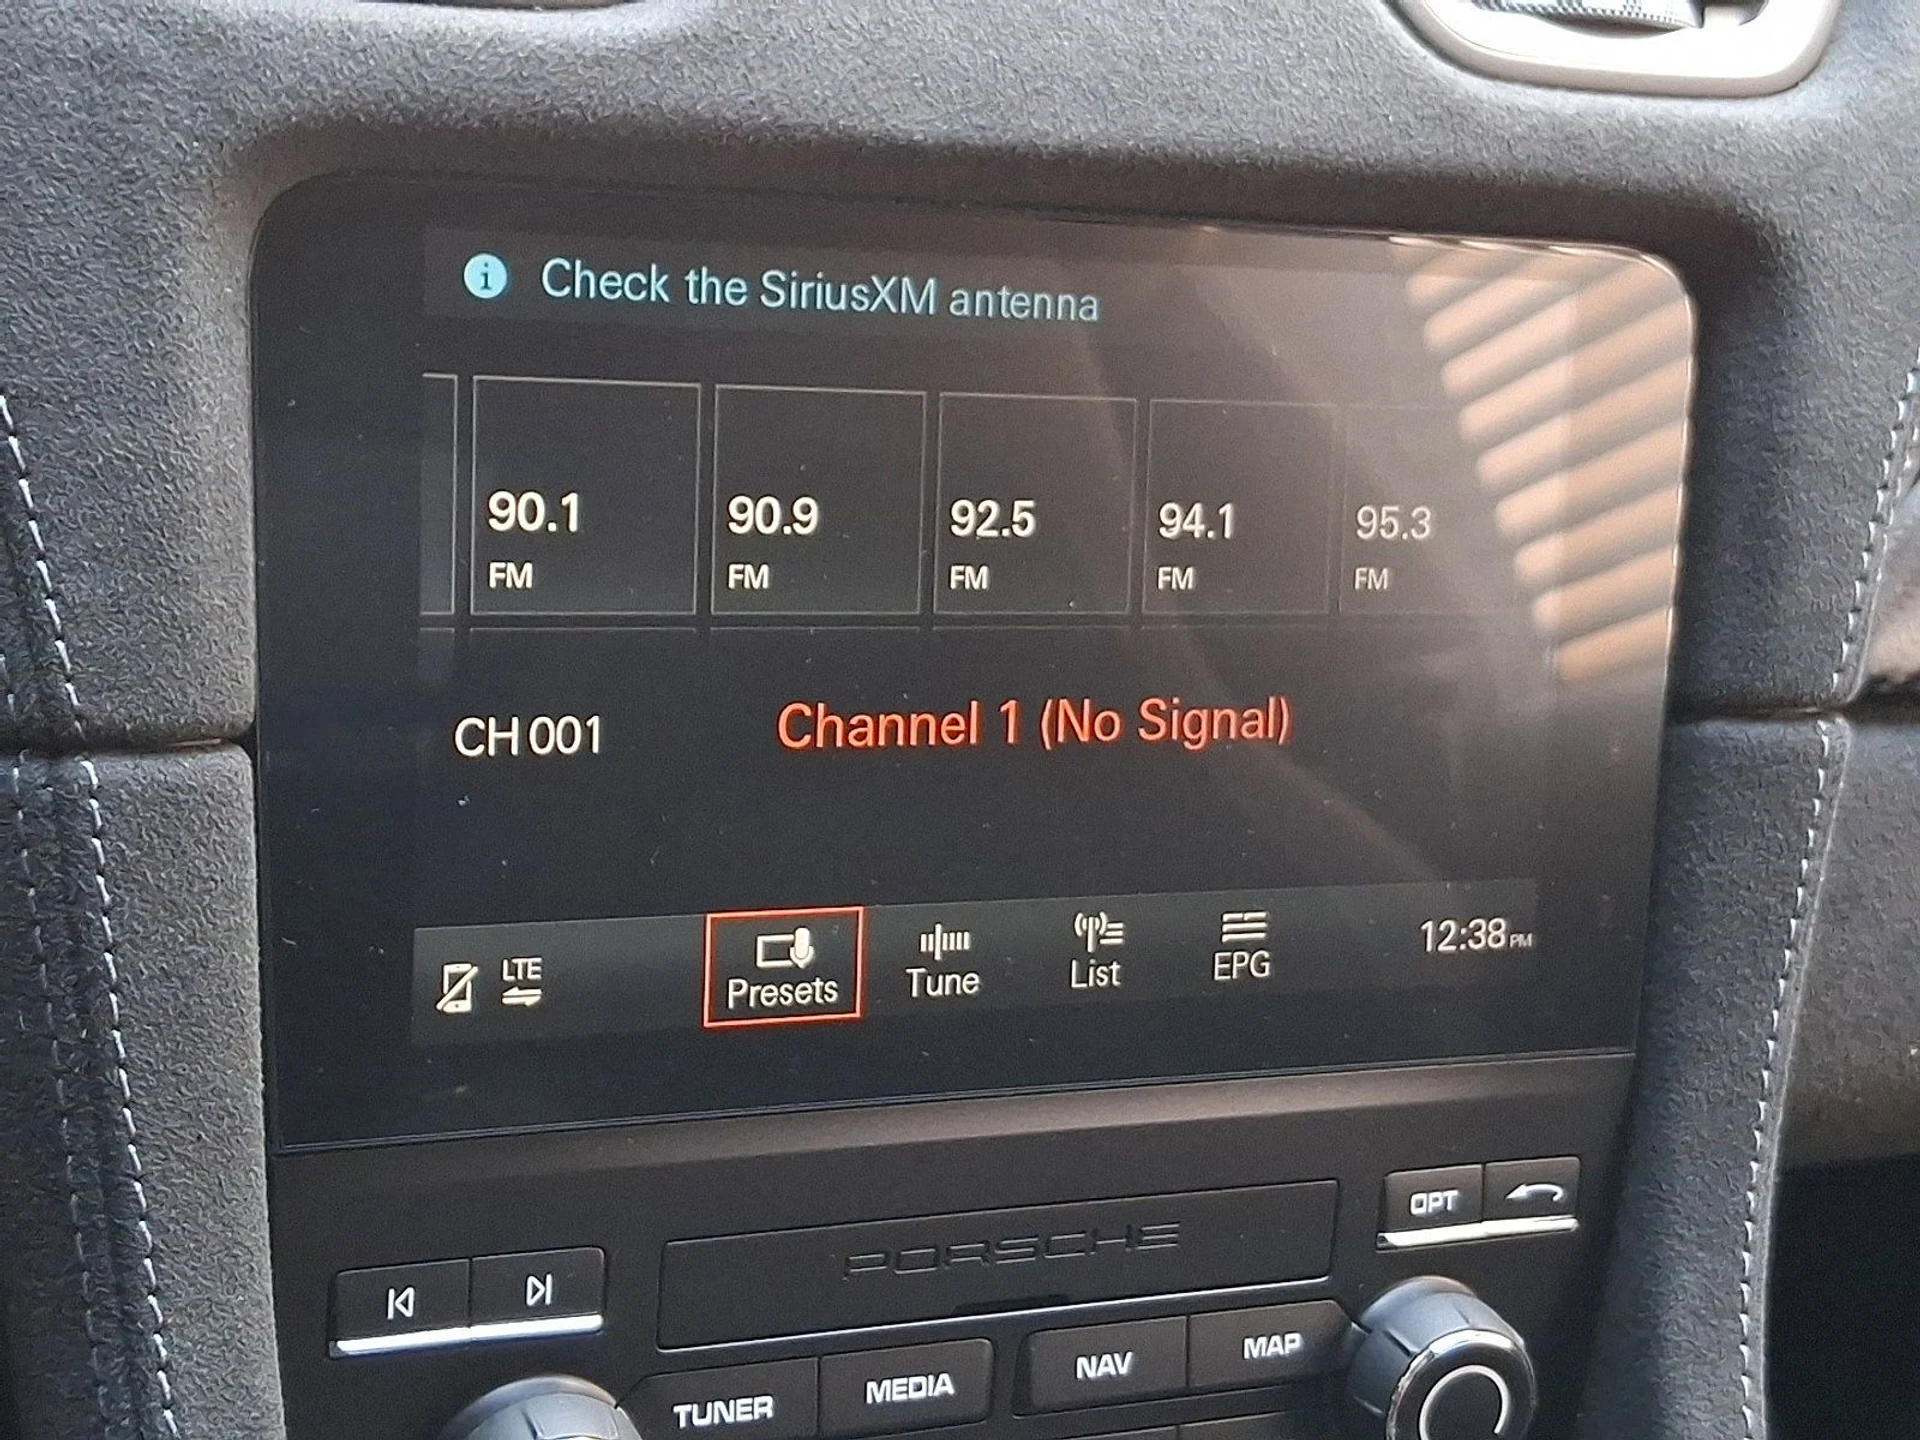 Check the SiriusXM antenna
90.1 90.9 92.5 94.1 95.3
FM FM FM FM FM
CH 001 Channel 1 (No Signal)
LTE Presets Tune List EPG 12:38 PM
PORSCHE
OPT
TUNER MEDIA NAV MAP